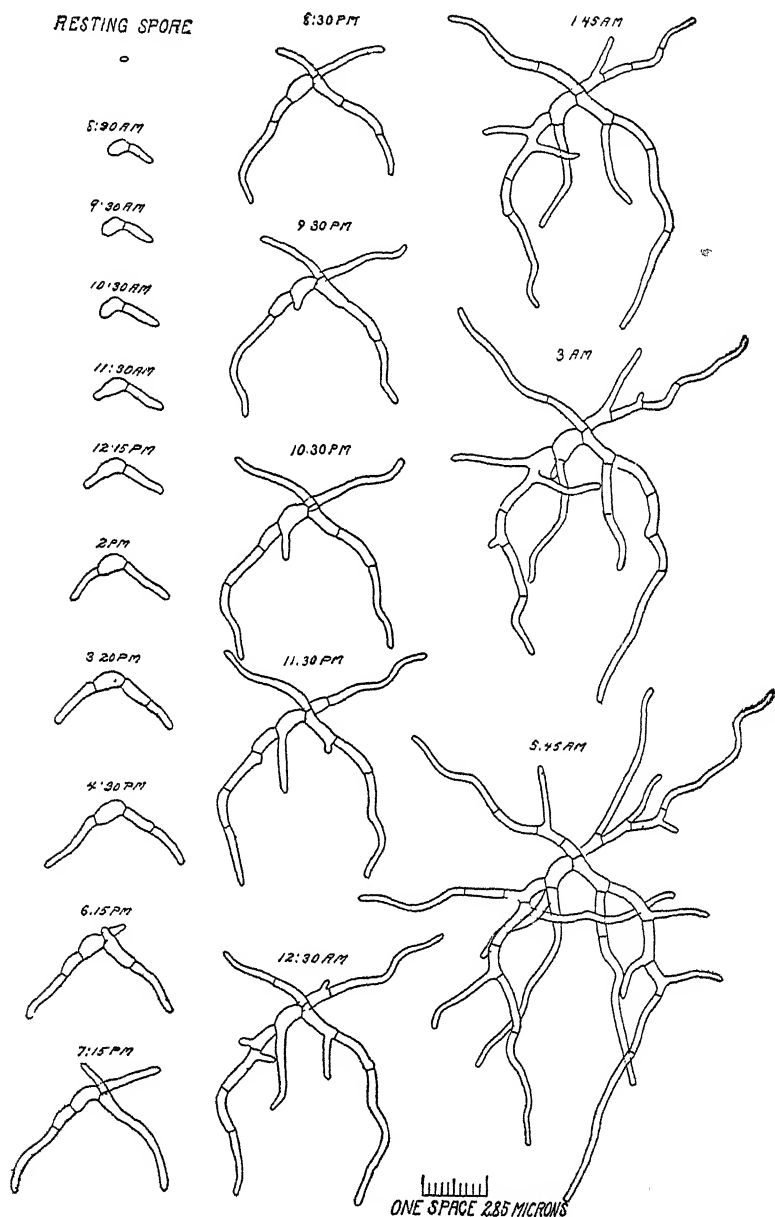 RESTING SPORE
8:30 AM
9:30 AM
10:30 AM
11:30 AM
12:15 PM
2 PM
3 20 PM
4:30 PM
6.15 PM
7:15 PM
8:30 PM
9 30 PM
10.30 PM
11.30 PM
12:30 AM
1 45 AM
3 AM
5.45 AM
ONE SPACE 2.85 MICRONS